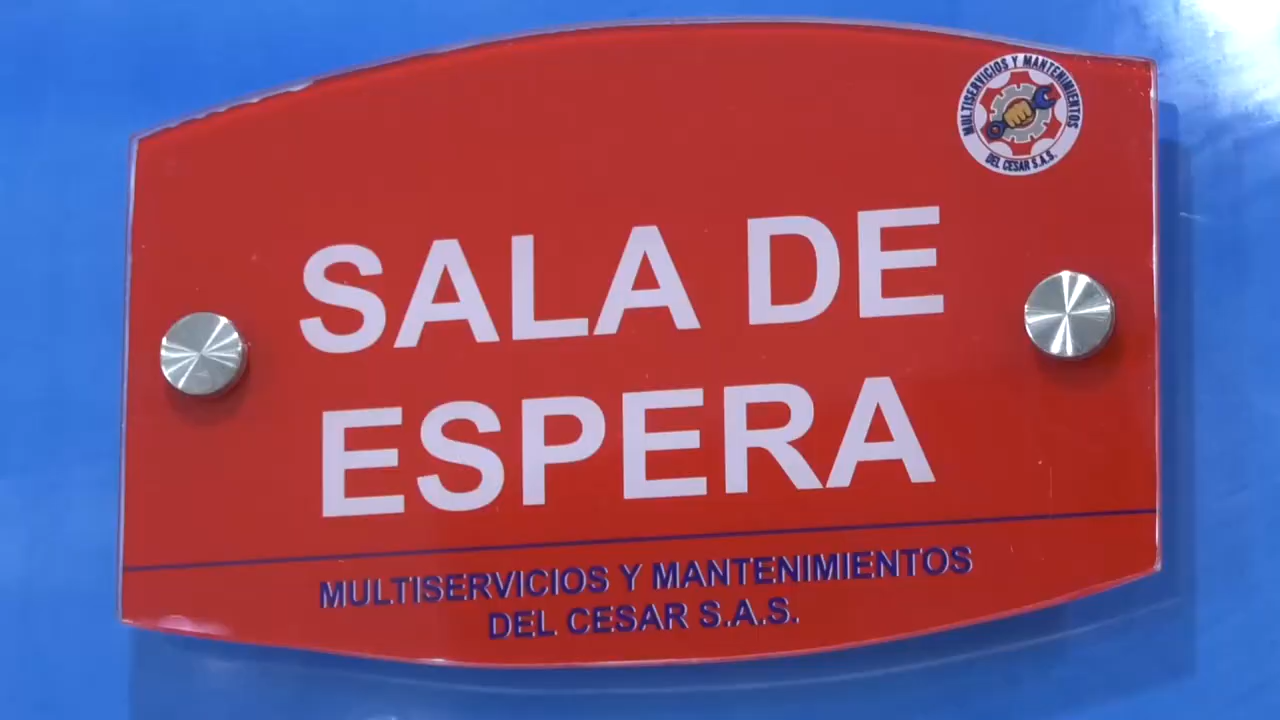 MULTISERVICIOS Y MANTENIMIENTOS
DEL CESAR S.A.S.
SALA DE
ESPERA
MULTISERVICIOS Y MANTENIMIENTOS
DEL CESAR S.A.S.